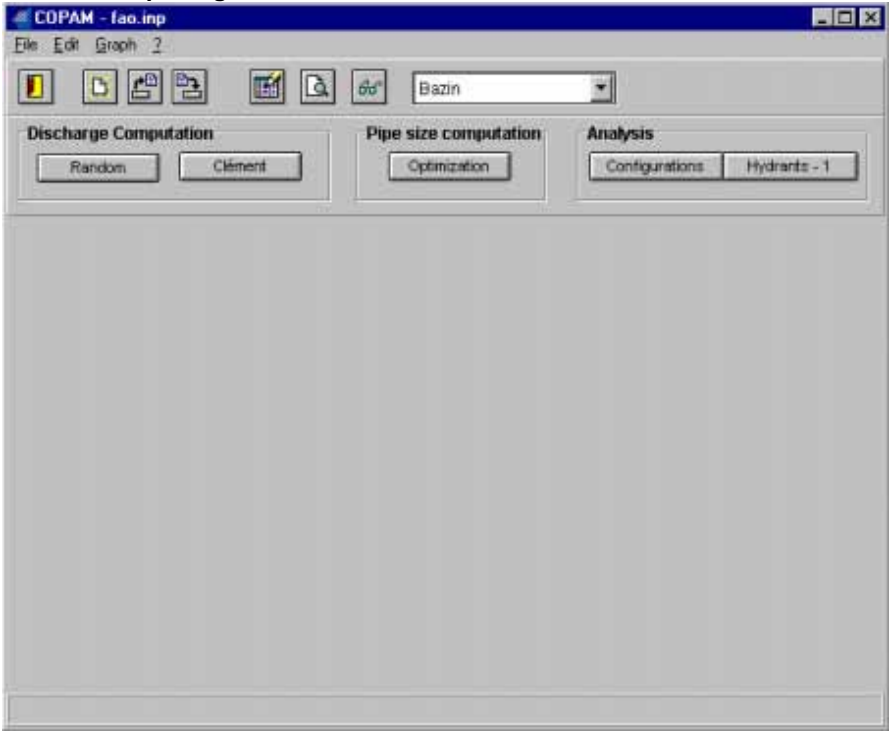 COPAM - fao.inp
File Edit Graph ?
Bazin
Discharge Computation Pipe size computation Analysis
Random Clément Optimization Configurations Hydrants - 1